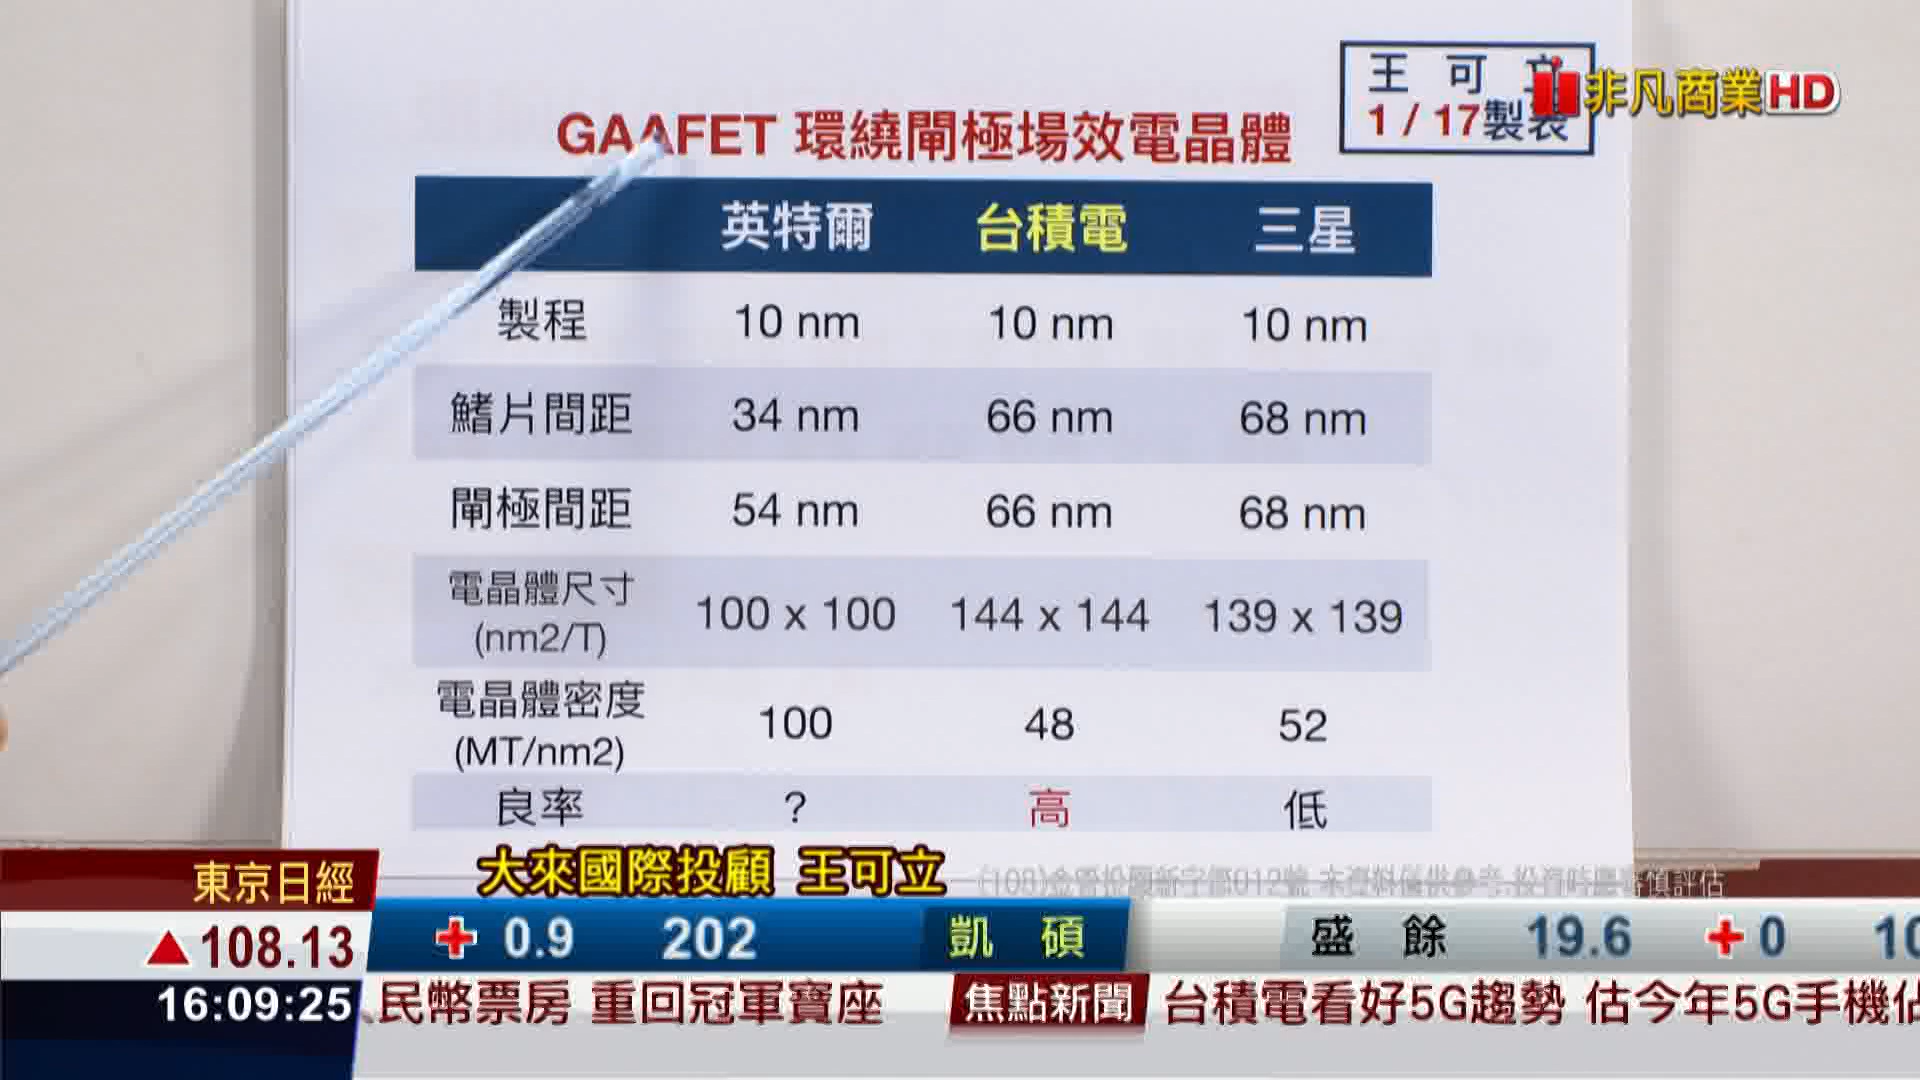 王 可 立
1 / 17製表
非凡商業HD
GAAFET 環繞閘極場效電晶體
英特爾 台積電 三星
製程 10 nm 10 nm 10 nm
鰭片間距 34 nm 66 nm 68 nm
閘極間距 54 nm 66 nm 68 nm
電晶體尺寸
(nm2/T) 100 x 100 144 x 144 139 x 139
電晶體密度
(MT/nm2) 100 48 52
良率 ? 高 低
大來國際投顧 王可立
東京日經
▲108.13
+ 0.9 202 凱 碩 盛 餘 19.6 + 0
16:09:25
民幣票房 重回冠軍寶座 焦點新聞 台積電看好5G趨勢 估今年5G手機佔